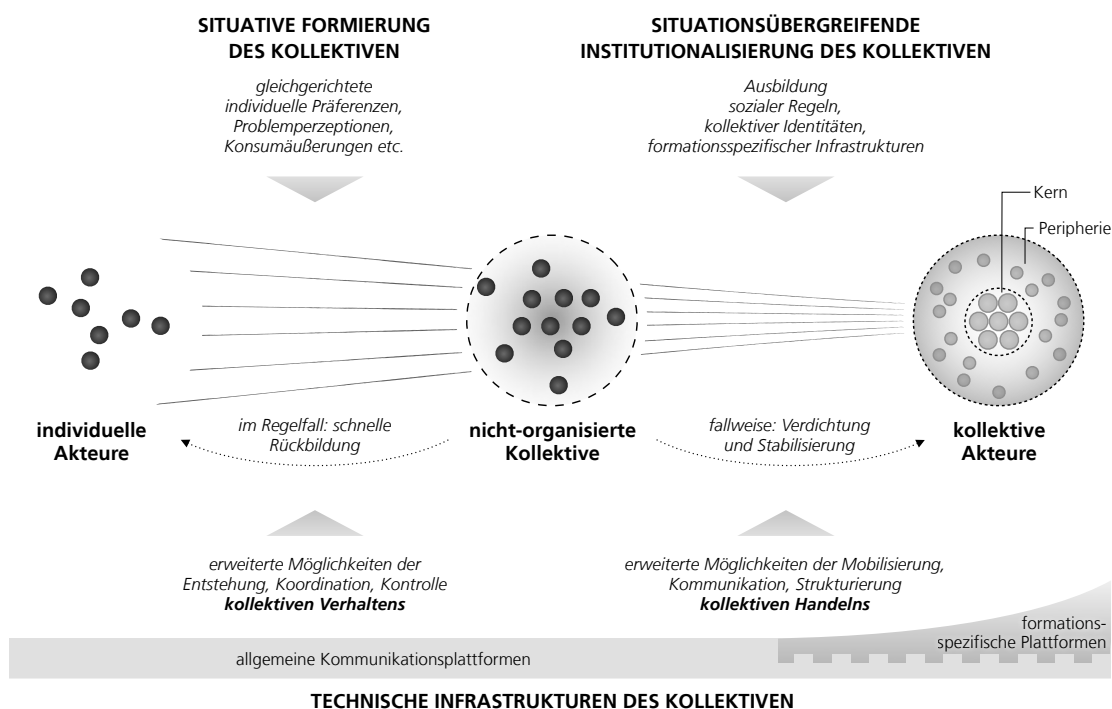 SITUATIVE FORMIERUNG
DES KOLLEKTIVEN
gleichgerichtete
individuelle Präferenzen,
Problemperzeptionen,
Konsumäußerungen etc.
SITUATIONSÜBERGREIFENDE
INSTITUTIONALISIERUNG DES KOLLEKTIVEN
Ausbildung
sozialer Regeln,
kollektiver Identitäten,
formationsspezifischer Infrastrukturen
Kern
Peripherie
individuelle
Akteure
im Regelfall: schnelle
Rückbildung
nicht-organisierte
Kollektive
fallweise: Verdichtung
und Stabilisierung
kollektive
Akteure
erweiterte Möglichkeiten der
Entstehung, Koordination, Kontrolle
kollektiven Verhaltens
erweiterte Möglichkeiten der Mobilisierung,
Kommunikation, Strukturierung
kollektiven Handelns
formations-
spezifische Plattformen
allgemeine Kommunikationsplattformen
TECHNISCHE INFRASTRUKTUREN DES KOLLEKTIVEN